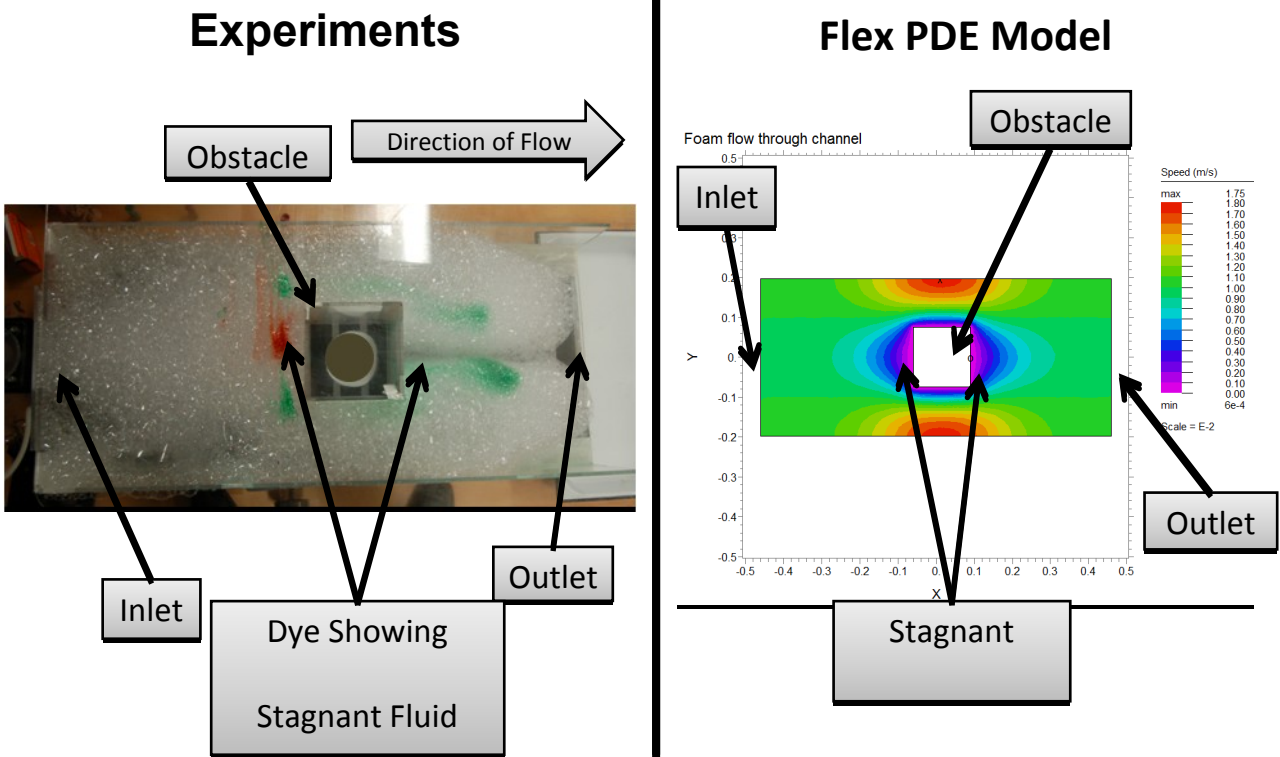 Experiments
Flex PDE Model
Direction of Flow
Obstacle
Inlet
Outlet
Dye Showing
Stagnant Fluid
Obstacle
Foam flow through channel
Inlet
Outlet
Stagnant
0.5
0.3
0.2
0.1
0.
-0.1
-0.2
-0.3
-0.4
-0.5
Y
-0.5 -0.4 -0.3 -0.2 -0.1 0. 0.1 0.2 0.3 0.4 0.5
X
o
Speed (m/s)
max 1.75
1.80
1.70
1.60
1.50
1.40
1.30
1.20
1.10
1.00
0.90
0.80
0.70
0.60
0.50
0.40
0.30
0.20
0.10
0.00
min 6e-4
Scale = E-2